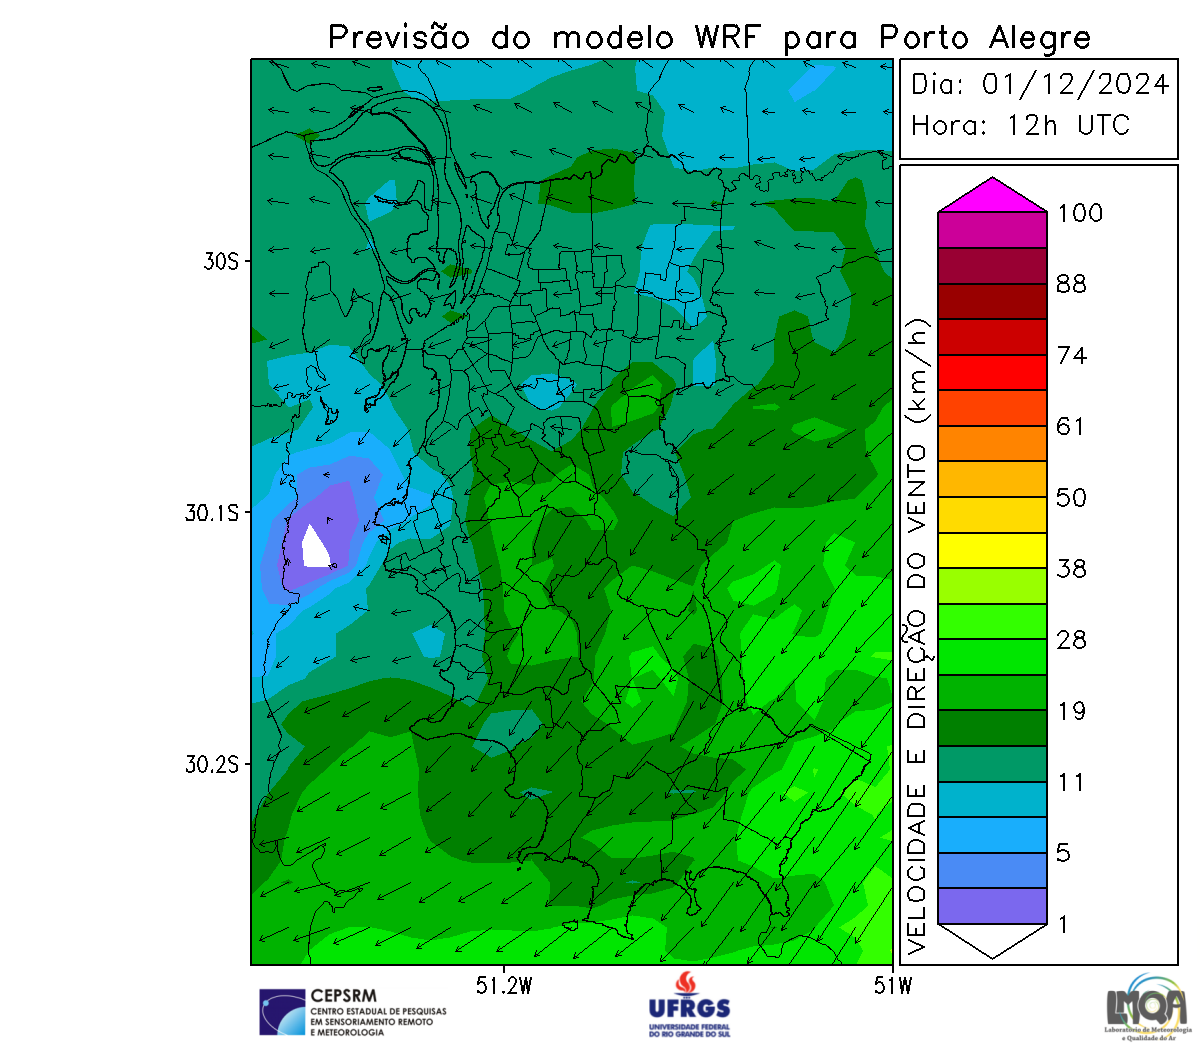 Previsão do modelo WRF para Porto Alegre
Dia: 01/12/2024
Hora: 12h UTC
VELOCIDADE E DIREÇÃO DO VENTO (km/h)
100
88
74
61
50
38
28
19
11
5
1
30S
30.1S
30.2S
51.2W
51W
CEPSRM
CENTRO ESTADUAL DE PESQUISAS
EM SENSORIAMENTO REMOTO
E METEOROLOGIA
UFRGS
UNIVERSIDADE FEDERAL
DO RIO GRANDE DO SUL
LMQA
Laboratório de Meteorologia
e Qualidade do Ar